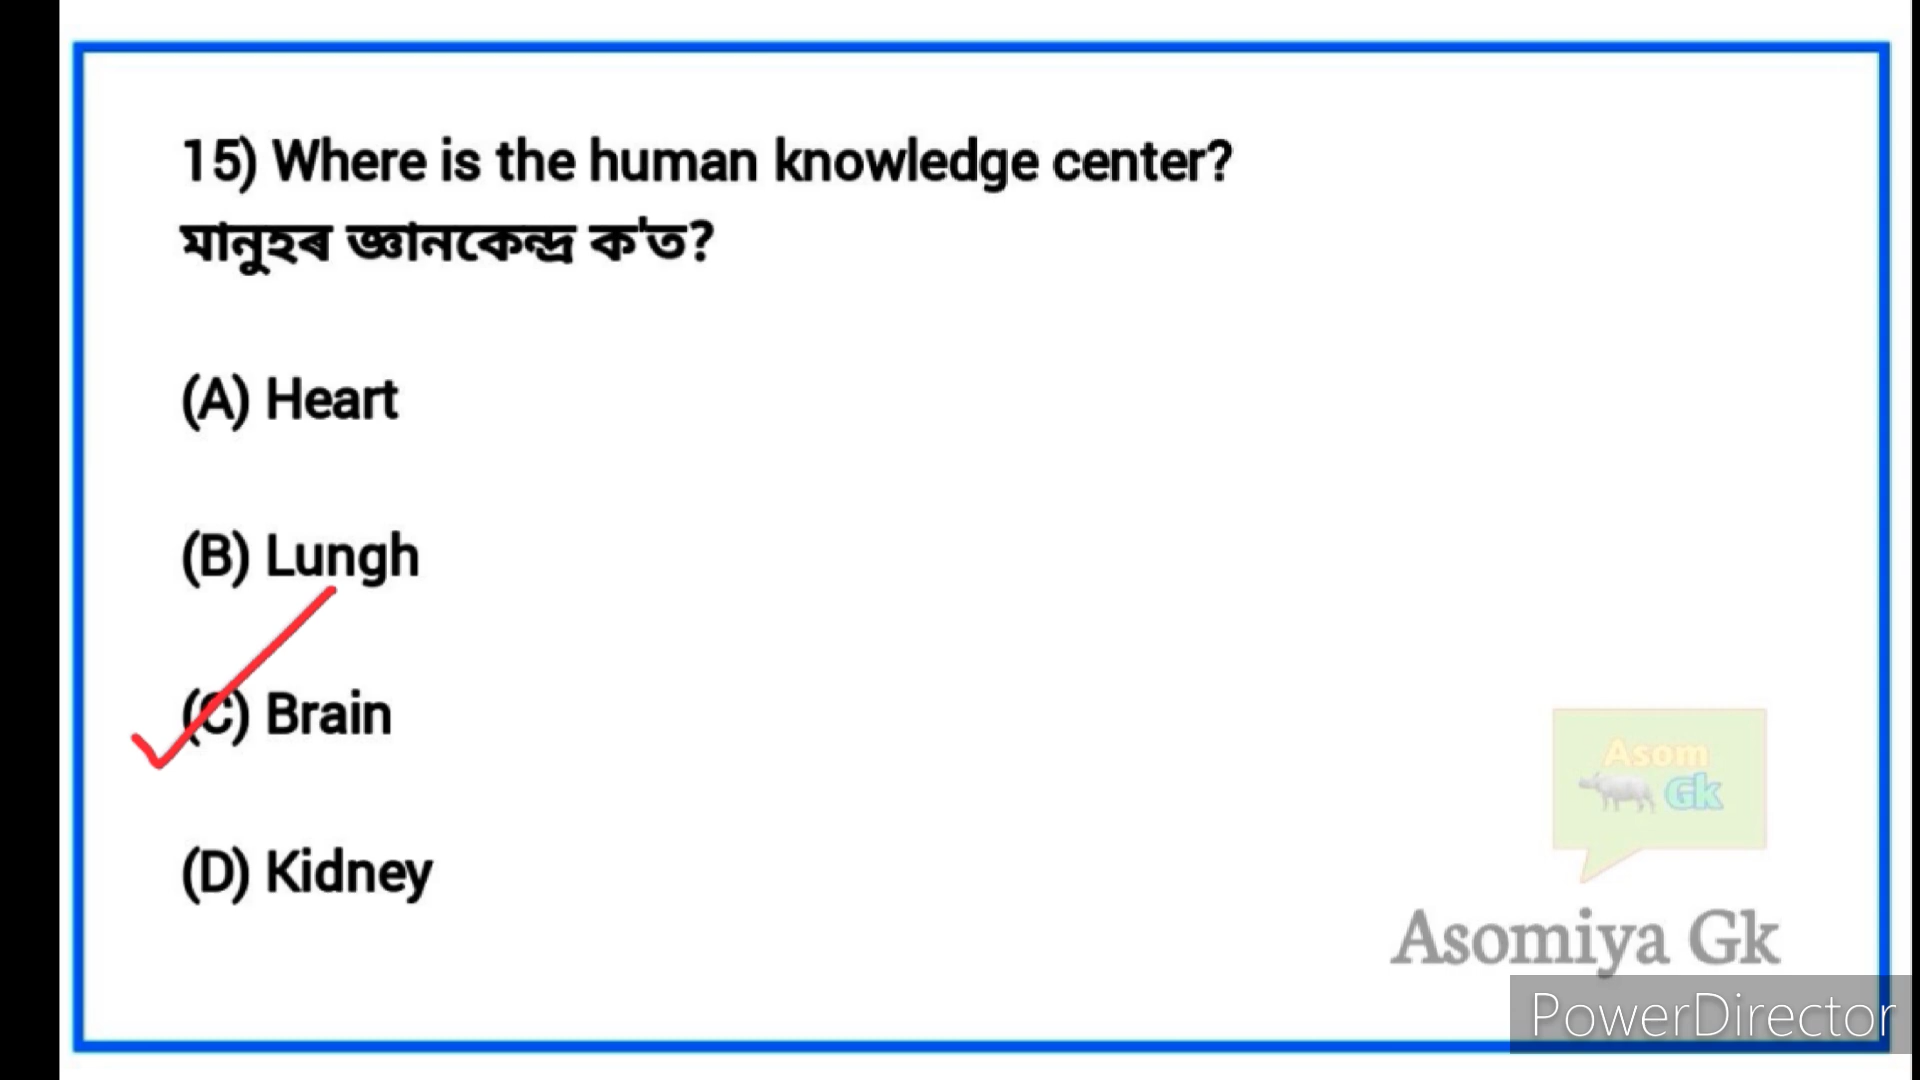 15) Where is the human knowledge center?
মানুহৰ জ্ঞানকেন্দ্ৰ ক'ত?
(A) Heart
(B) Lungh
(C) Brain
(D) Kidney
Asom
Gk
Asomiya Gk
PowerDirector